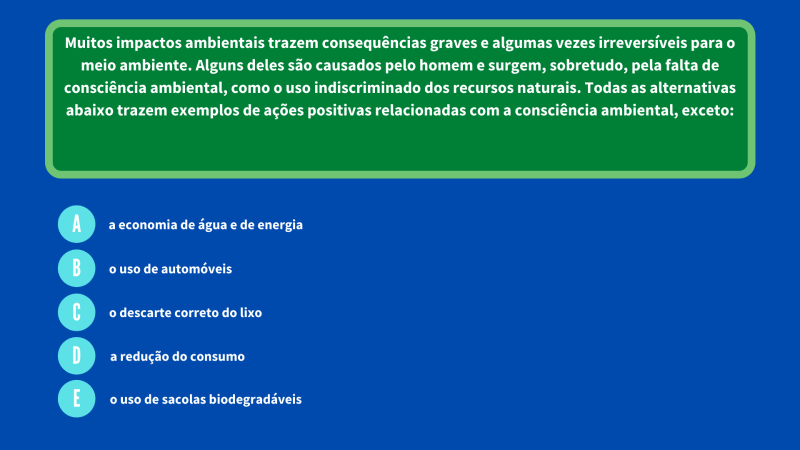 Muitos impactos ambientais trazem consequências graves e algumas vezes irreversíveis para o
meio ambiente. Alguns deles são causados pelo homem e surgem, sobretudo, pela falta de
consciência ambiental, como o uso indiscriminado dos recursos naturais. Todas as alternativas
abaixo trazem exemplos de ações positivas relacionadas com a consciência ambiental, exceto:
A a economia de água e de energia
B o uso de automóveis
C o descarte correto do lixo
D a redução do consumo
E o uso de sacolas biodegradáveis